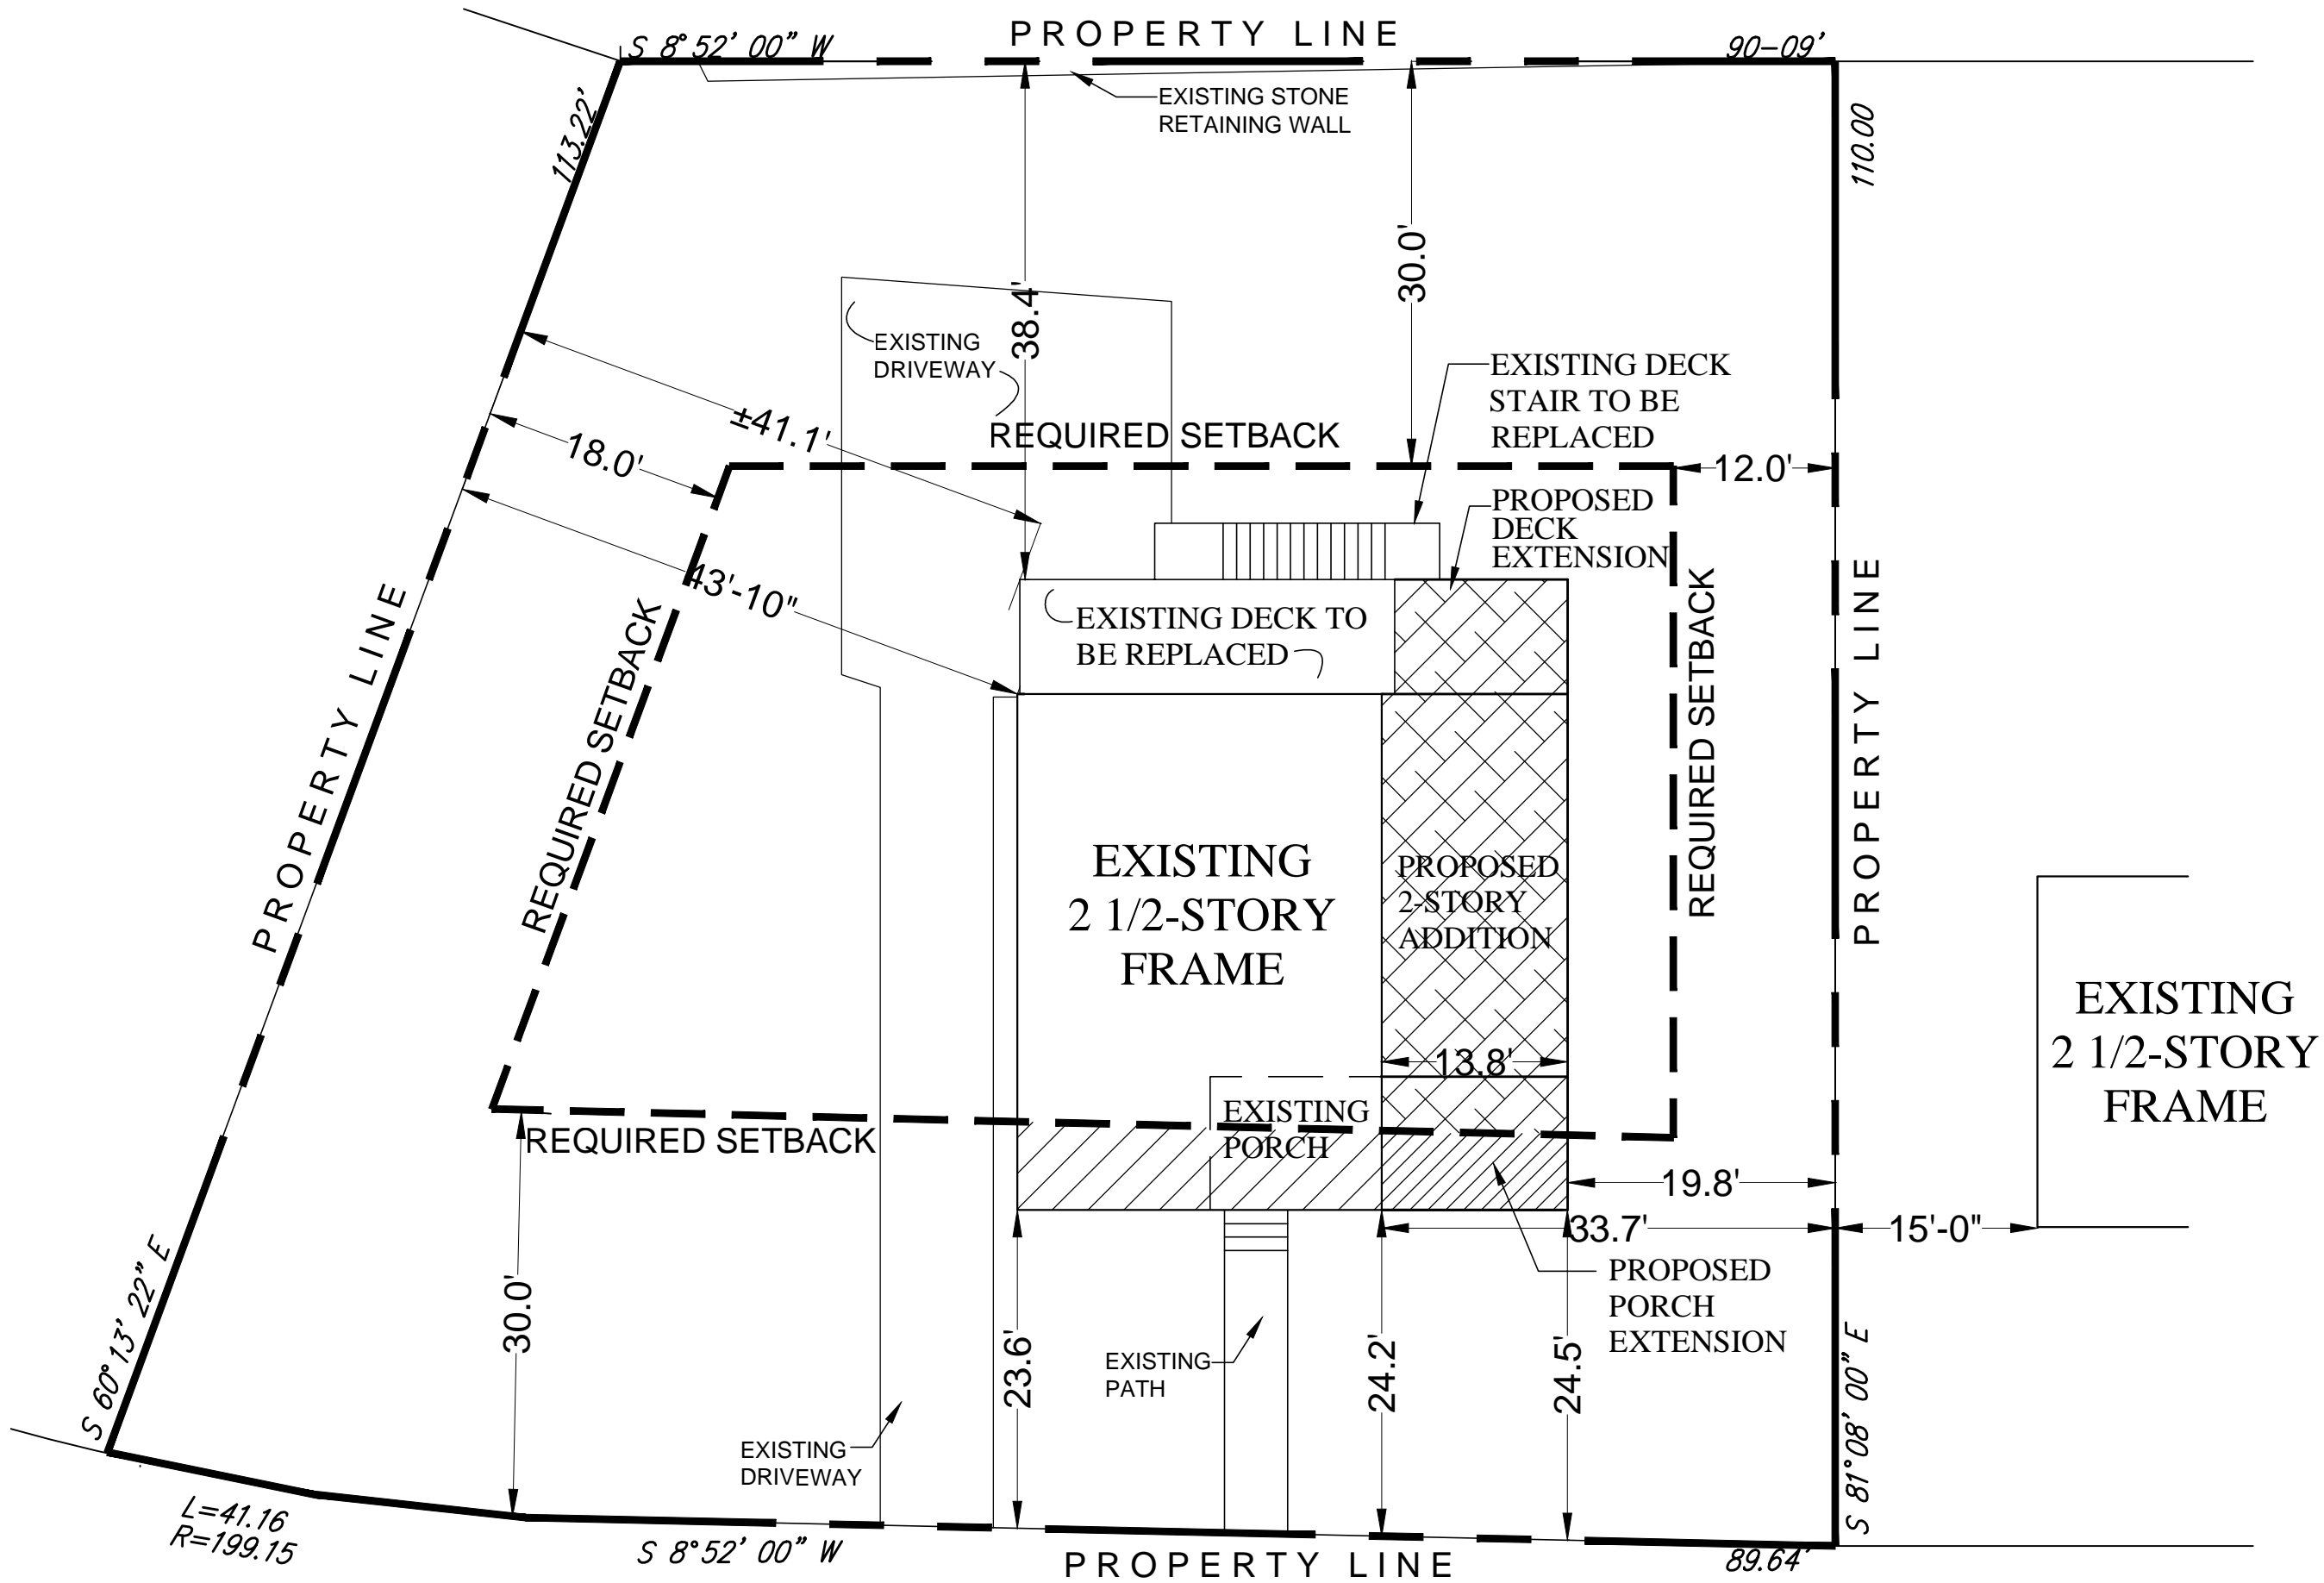 PROPERTY LINE
S 8° 52' 00" W
90-09'
EXISTING STONE
RETAINING WALL
113.22'
110.00
30.0'
38.4'
EXISTING
DRIVEWAY
EXISTING DECK
STAIR TO BE
REPLACED
±41.1'
REQUIRED SETBACK
18.0'
12.0'
PROPOSED
DECK
EXTENSION
43'-10"
EXISTING DECK TO
BE REPLACED
PROPERTY LINE
REQUIRED SETBACK
REQUIRED SETBACK
PROPERTY LINE
EXISTING
2 1/2-STORY
FRAME
PROPOSED
2-STORY
ADDITION
EXISTING
2 1/2-STORY
FRAME
13.8'
EXISTING
PORCH
REQUIRED SETBACK
19.8'
33.7'
15'-0"
PROPOSED
PORCH
EXTENSION
30.0'
23.6'
EXISTING
PATH
24.2'
24.5'
S 60° 13' 22" E
S 81° 08' 00" E
EXISTING
DRIVEWAY
L=41.16
R=199.15
S 8° 52' 00" W
PROPERTY LINE
89.64'